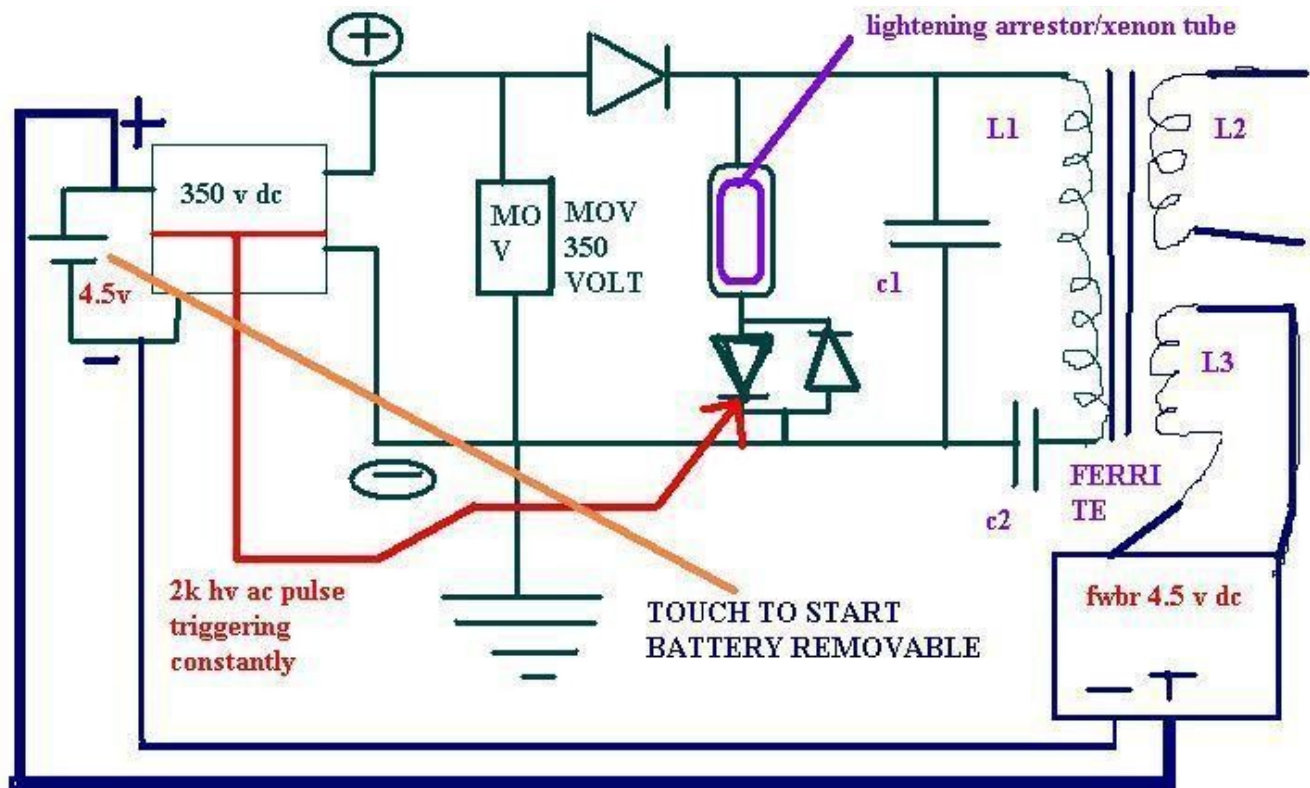 lightening arrestor/xenon tube
+
+
L1
L2
350 v dc
MO
V
MOV
350
VOLT
4.5v
c1
L3
-
-
FERRI
TE
c2
2k hv ac pulse
triggering
constantly
TOUCH TO START
BATTERY REMOVABLE
fwbr 4.5 v dc
- +